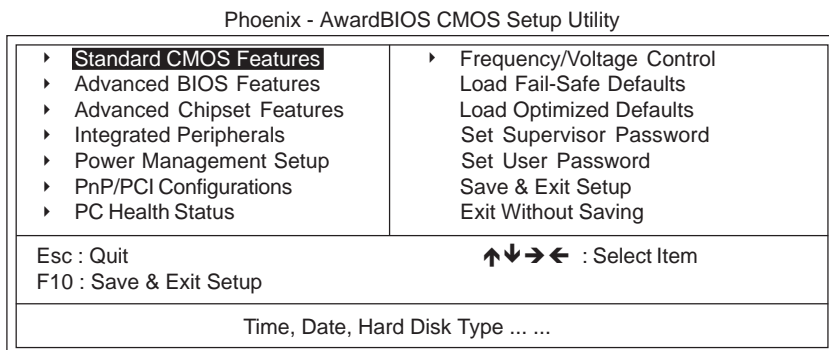 Phoenix - AwardBIOS CMOS Setup Utility
Standard CMOS Features
Advanced BIOS Features
Advanced Chipset Features
Integrated Peripherals
Power Management Setup
PnP/PCI Configurations
PC Health Status
Frequency/Voltage Control
Load Fail-Safe Defaults
Load Optimized Defaults
Set Supervisor Password
Set User Password
Save & Exit Setup
Exit Without Saving
Esc : Quit
F10 : Save & Exit Setup
↑↓→← : Select Item
Time, Date, Hard Disk Type ... ...